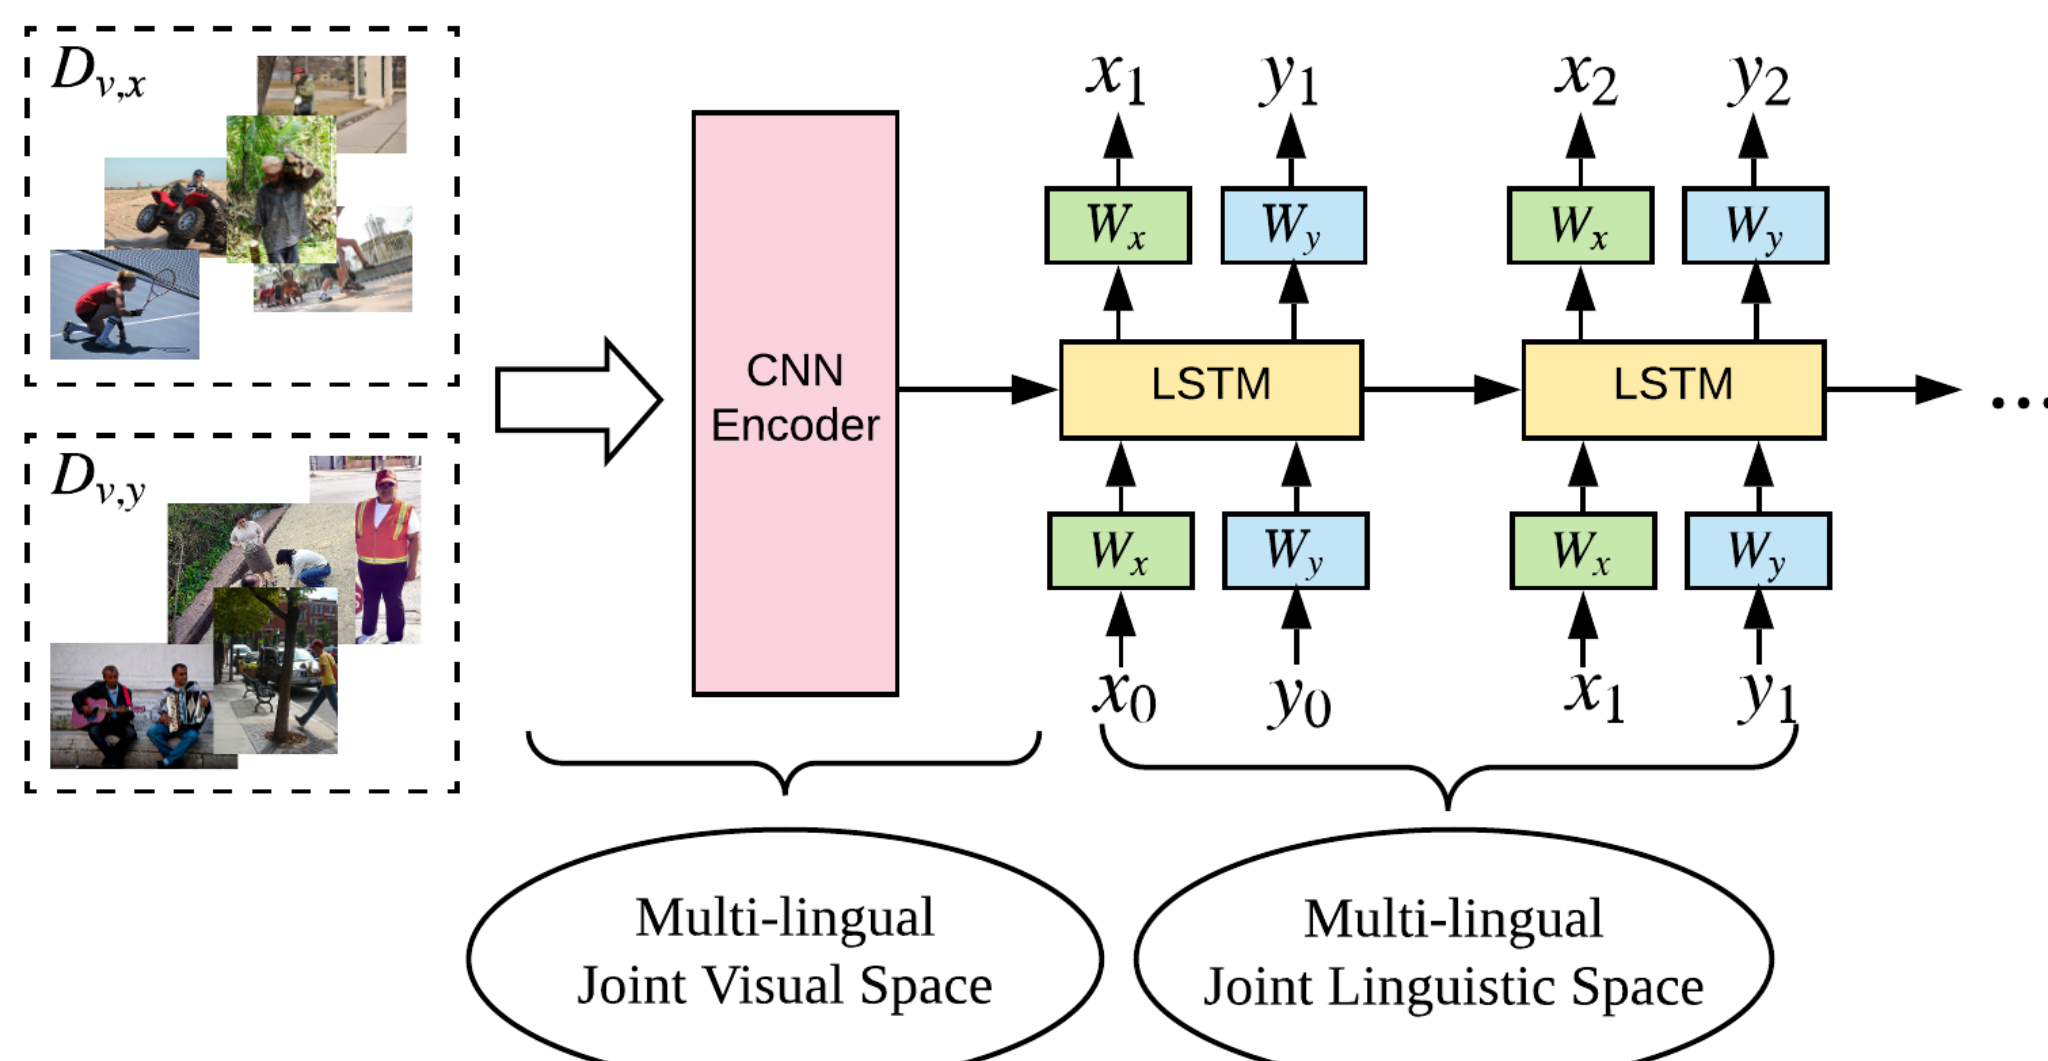 D_{v,x}
D_{v,y}
CNN
Encoder
x_1 y_1 x_2 y_2
W_x W_y W_x W_y
LSTM LSTM ...
W_x W_y W_x W_y
x_0 y_0 x_1 y_1
Multi-lingual
Joint Visual Space
Multi-lingual
Joint Linguistic Space